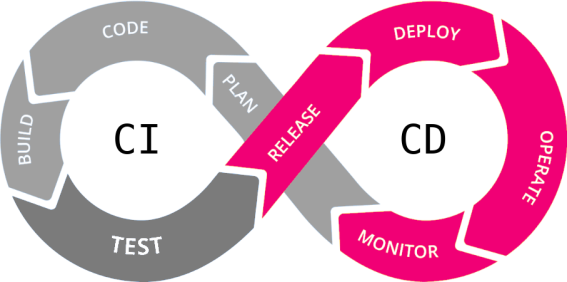 CODE
DEPLOY
PLAN
BUILD
CI
RELEASE
CD
OPERATE
TEST
MONITOR